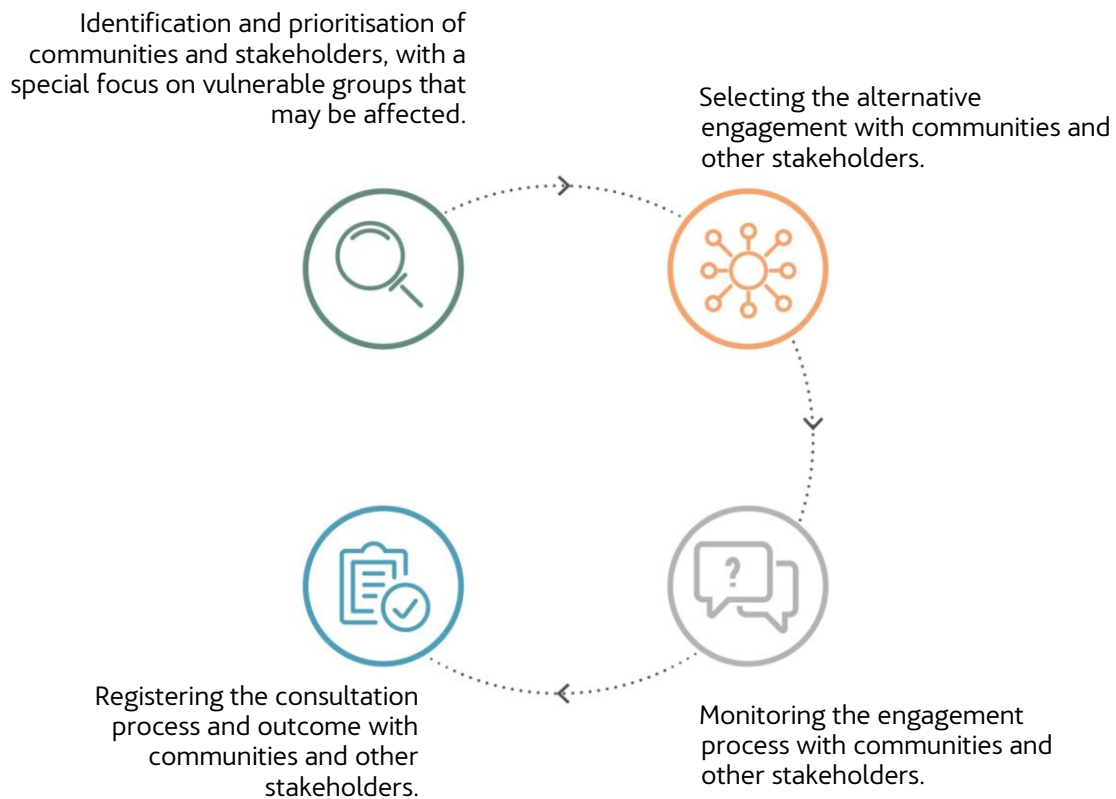 Identification and prioritisation of
communities and stakeholders, with a
special focus on vulnerable groups that
may be affected.
Selecting the alternative
engagement with communities and
other stakeholders.
?
Monitoring the engagement
process with communities and
other stakeholders.
Registering the consultation
process and outcome with
communities and other
stakeholders.